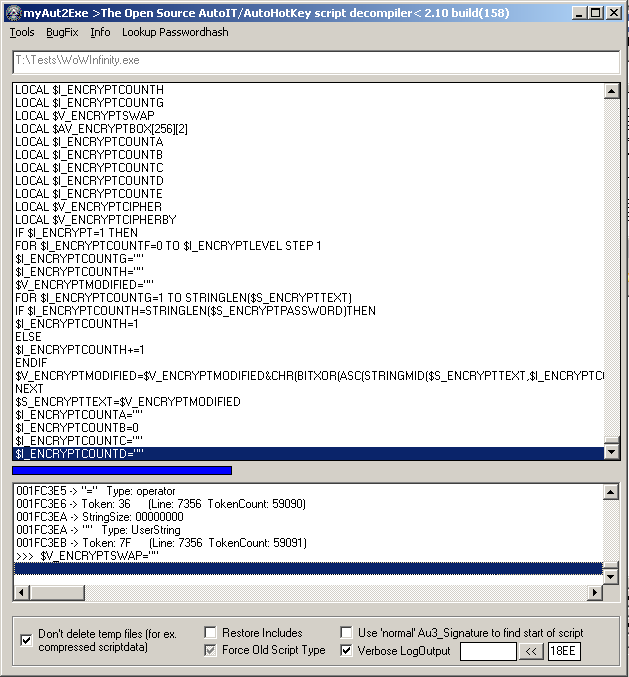 myAut2Exe >The Open Source AutoIT/AutoHotKey script decompiler< 2.10 build(158)
Tools BugFix Info Lookup Passwordhash
T:\Tests\WoWInfinity.exe
LOCAL $I_ENCRYPTCOUNTH
LOCAL $I_ENCRYPTCOUNTG
LOCAL $V_ENCRYPTSWAP
LOCAL $AV_ENCRYPTBOX[256][2]
LOCAL $I_ENCRYPTCOUNTA
LOCAL $I_ENCRYPTCOUNTB
LOCAL $I_ENCRYPTCOUNTC
LOCAL $I_ENCRYPTCOUNTD
LOCAL $I_ENCRYPTCOUNTE
LOCAL $V_ENCRYPTCIPHER
LOCAL $V_ENCRYPTCIPHERBY
IF $I_ENCRYPT=1 THEN
FOR $I_ENCRYPTCOUNTF=0 TO $I_ENCRYPTLEVEL STEP 1
$I_ENCRYPTCOUNTG=""
$I_ENCRYPTCOUNTH=""
$V_ENCRYPTMODIFIED=""
FOR $I_ENCRYPTCOUNTG=1 TO STRINGLEN($S_ENCRYPTTEXT)
IF $I_ENCRYPTCOUNTH=STRINGLEN($S_ENCRYPTPASSWORD)THEN
$I_ENCRYPTCOUNTH=1
ELSE
$I_ENCRYPTCOUNTH+=1
ENDIF
$V_ENCRYPTMODIFIED=$V_ENCRYPTMODIFIED&CHR(BITXOR(ASC(STRINGMID($S_ENCRYPTTEXT,$I_ENCRYPTC
NEXT
$S_ENCRYPTTEXT=$V_ENCRYPTMODIFIED
$I_ENCRYPTCOUNTA=""
$I_ENCRYPTCOUNTB=0
$I_ENCRYPTCOUNTC=""
$I_ENCRYPTCOUNTD=""
001FC3E5 -> "=" Type: operator
001FC3E6 -> Token: 36 (Line: 7356 TokenCount: 59090)
001FC3EA -> StringSize: 00000000
001FC3EA -> "" Type: UserString
001FC3EB -> Token: 7F (Line: 7356 TokenCount: 59091)
>>> $V_ENCRYPTSWAP=""
Don't delete temp files (for ex. compressed scriptdata)
Restore Includes
Force Old Script Type
Use 'normal' Au3_Signature to find start of script
Verbose LogOutput << 18EE